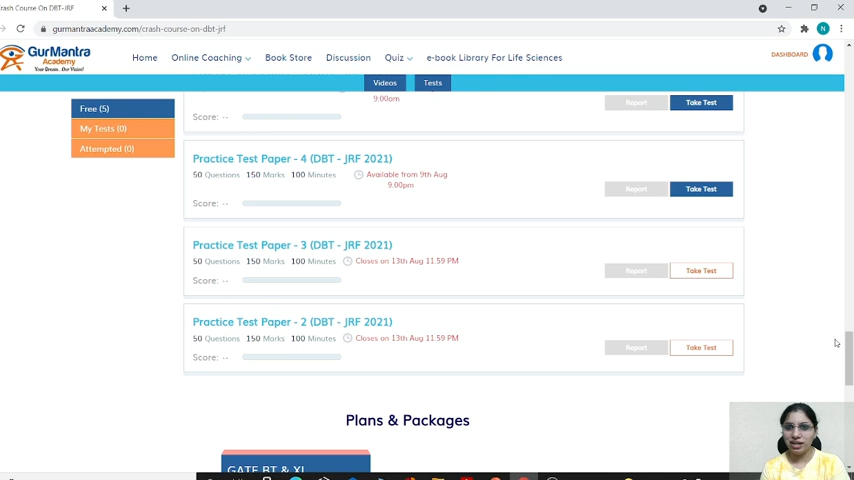 rash Course On DBT-JRF
gurmantraacademy.com/crash-course-on-dbt-jrf
N
GurMantra
Academy
Your Dream.. Our Vision!
Home
Online Coaching
Book Store
Discussion
Quiz
e-book Library For Life Sciences
DASHBOARD
Videos
Tests
Free (5)
My Tests (0)
Attempted (0)
9.00am
Score: --
Report
Take Test
Practice Test Paper - 4 (DBT - JRF 2021)
50 Questions 150 Marks 100 Minutes
Available from 9th Aug
9.00pm
Score: --
Report
Take Test
Practice Test Paper - 3 (DBT - JRF 2021)
50 Questions 150 Marks 100 Minutes
Closes on 13th Aug 11.59 PM
Score: --
Report
Take Test
Practice Test Paper - 2 (DBT - JRF 2021)
50 Questions 150 Marks 100 Minutes
Closes on 13th Aug 11.59 PM
Score: --
Report
Take Test
Plans & Packages
GATE BT & XL